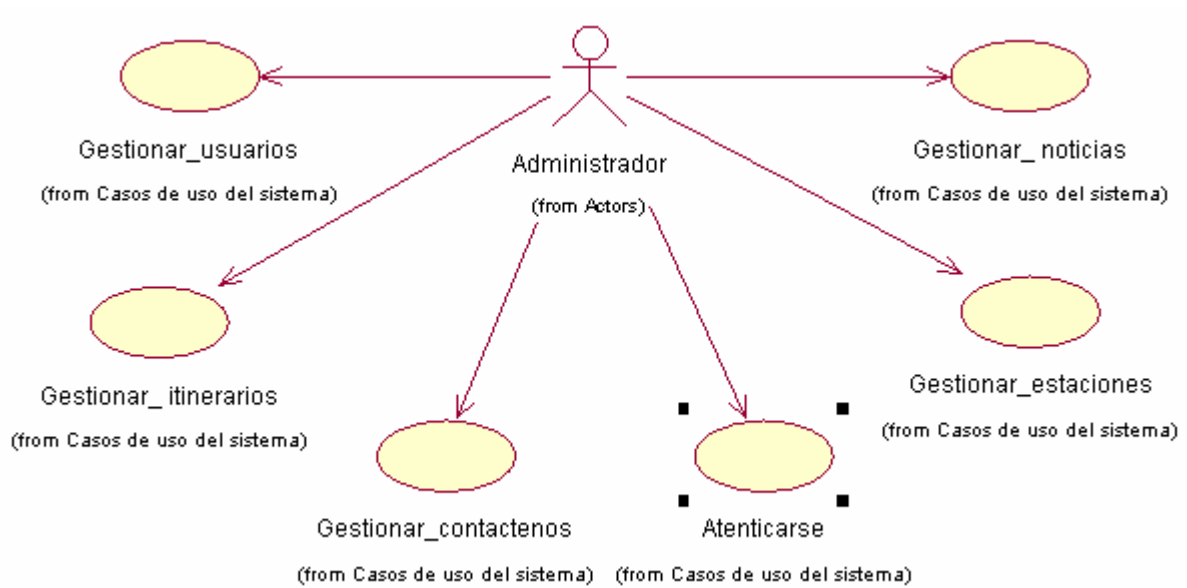 Gestionar_usuarios
(from Casos de uso del sistema)
Administrador
(from Actors)
Gestionar_ noticias
(from Casos de uso del sistema)
Gestionar_ itinerarios
(from Casos de uso del sistema)
Gestionar_estaciones
(from Casos de uso del sistema)
Gestionar_contactenos
(from Casos de uso del sistema)
Atenticarse
(from Casos de uso del sistema)